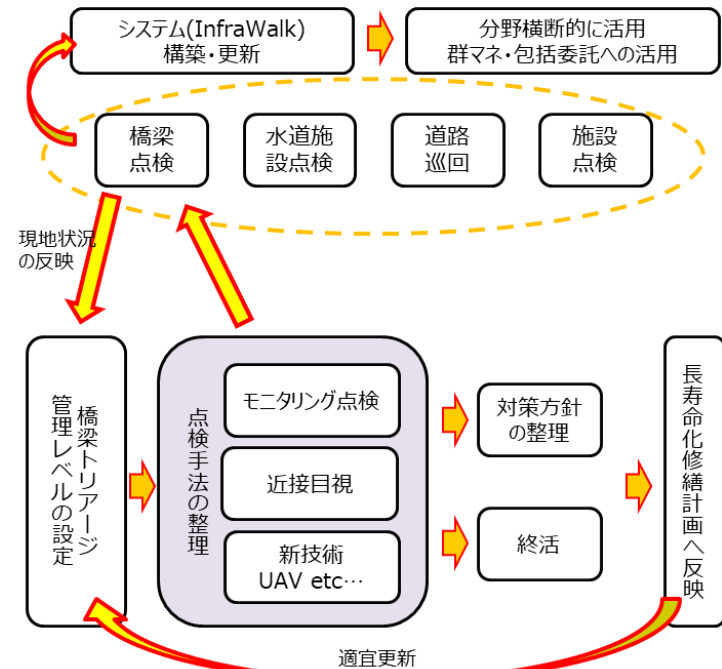 システム(InfraWalk)
構築・更新
分野横断的に活用
群マネ・包括委託への活用
橋梁
点検
水道施
設点検
道路
巡回
施設
点検
現地状況
の反映
橋梁トリアージ
管理レベルの設定
点検手法の整理
モニタリング点検
近接目視
新技術
UAV etc…
対策方針
の整理
終活
長寿命化修繕計画へ反映
適宜更新